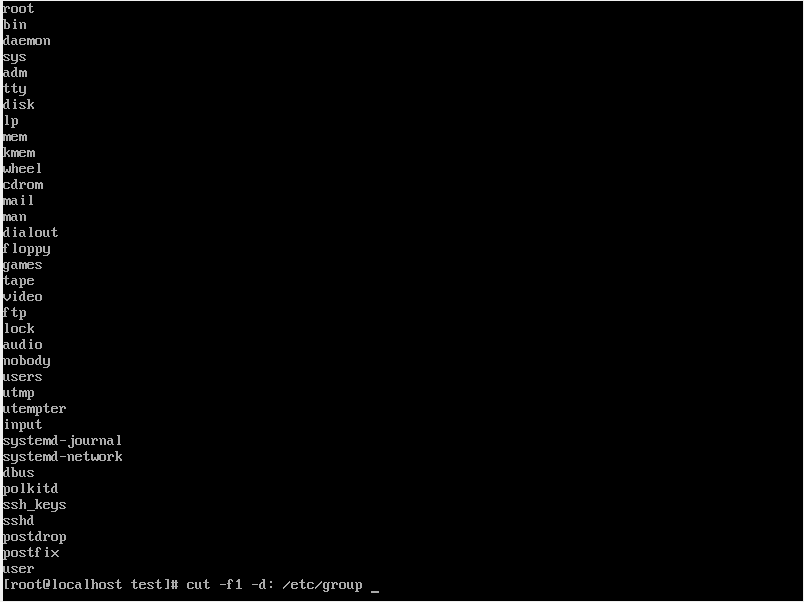 root
bin
daemon
sys
adm
tty
disk
lp
mem
kmem
wheel
cdrom
mail
man
dialout
floppy
games
tape
video
ftp
lock
audio
nobody
users
utmp
utempter
input
systemd-journal
systemd-network
dbus
polkitd
ssh_keys
sshd
postdrop
postfix
user
[root@localhost test]# cut -f1 -d: /etc/group _